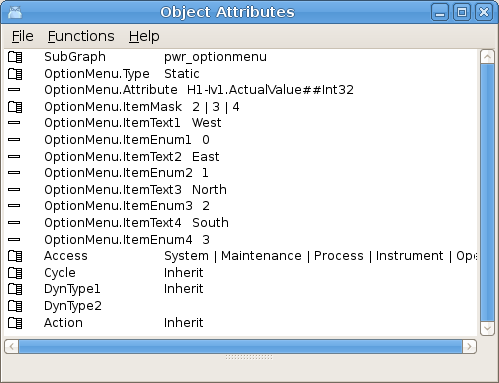 Object Attributes
File Functions Help
SubGraph pwr_optionmenu
OptionMenu.Type Static
OptionMenu.Attribute H1-Iv1.ActualValue##Int32
OptionMenu.ItemMask 2 | 3 | 4
OptionMenu.ItemText1 West
OptionMenu.ItemEnum1 0
OptionMenu.ItemText2 East
OptionMenu.ItemEnum2 1
OptionMenu.ItemText3 North
OptionMenu.ItemEnum3 2
OptionMenu.ItemText4 South
OptionMenu.ItemEnum4 3
Access System | Maintenance | Process | Instrument | Ope
Cycle Inherit
DynType1 Inherit
DynType2
Action Inherit